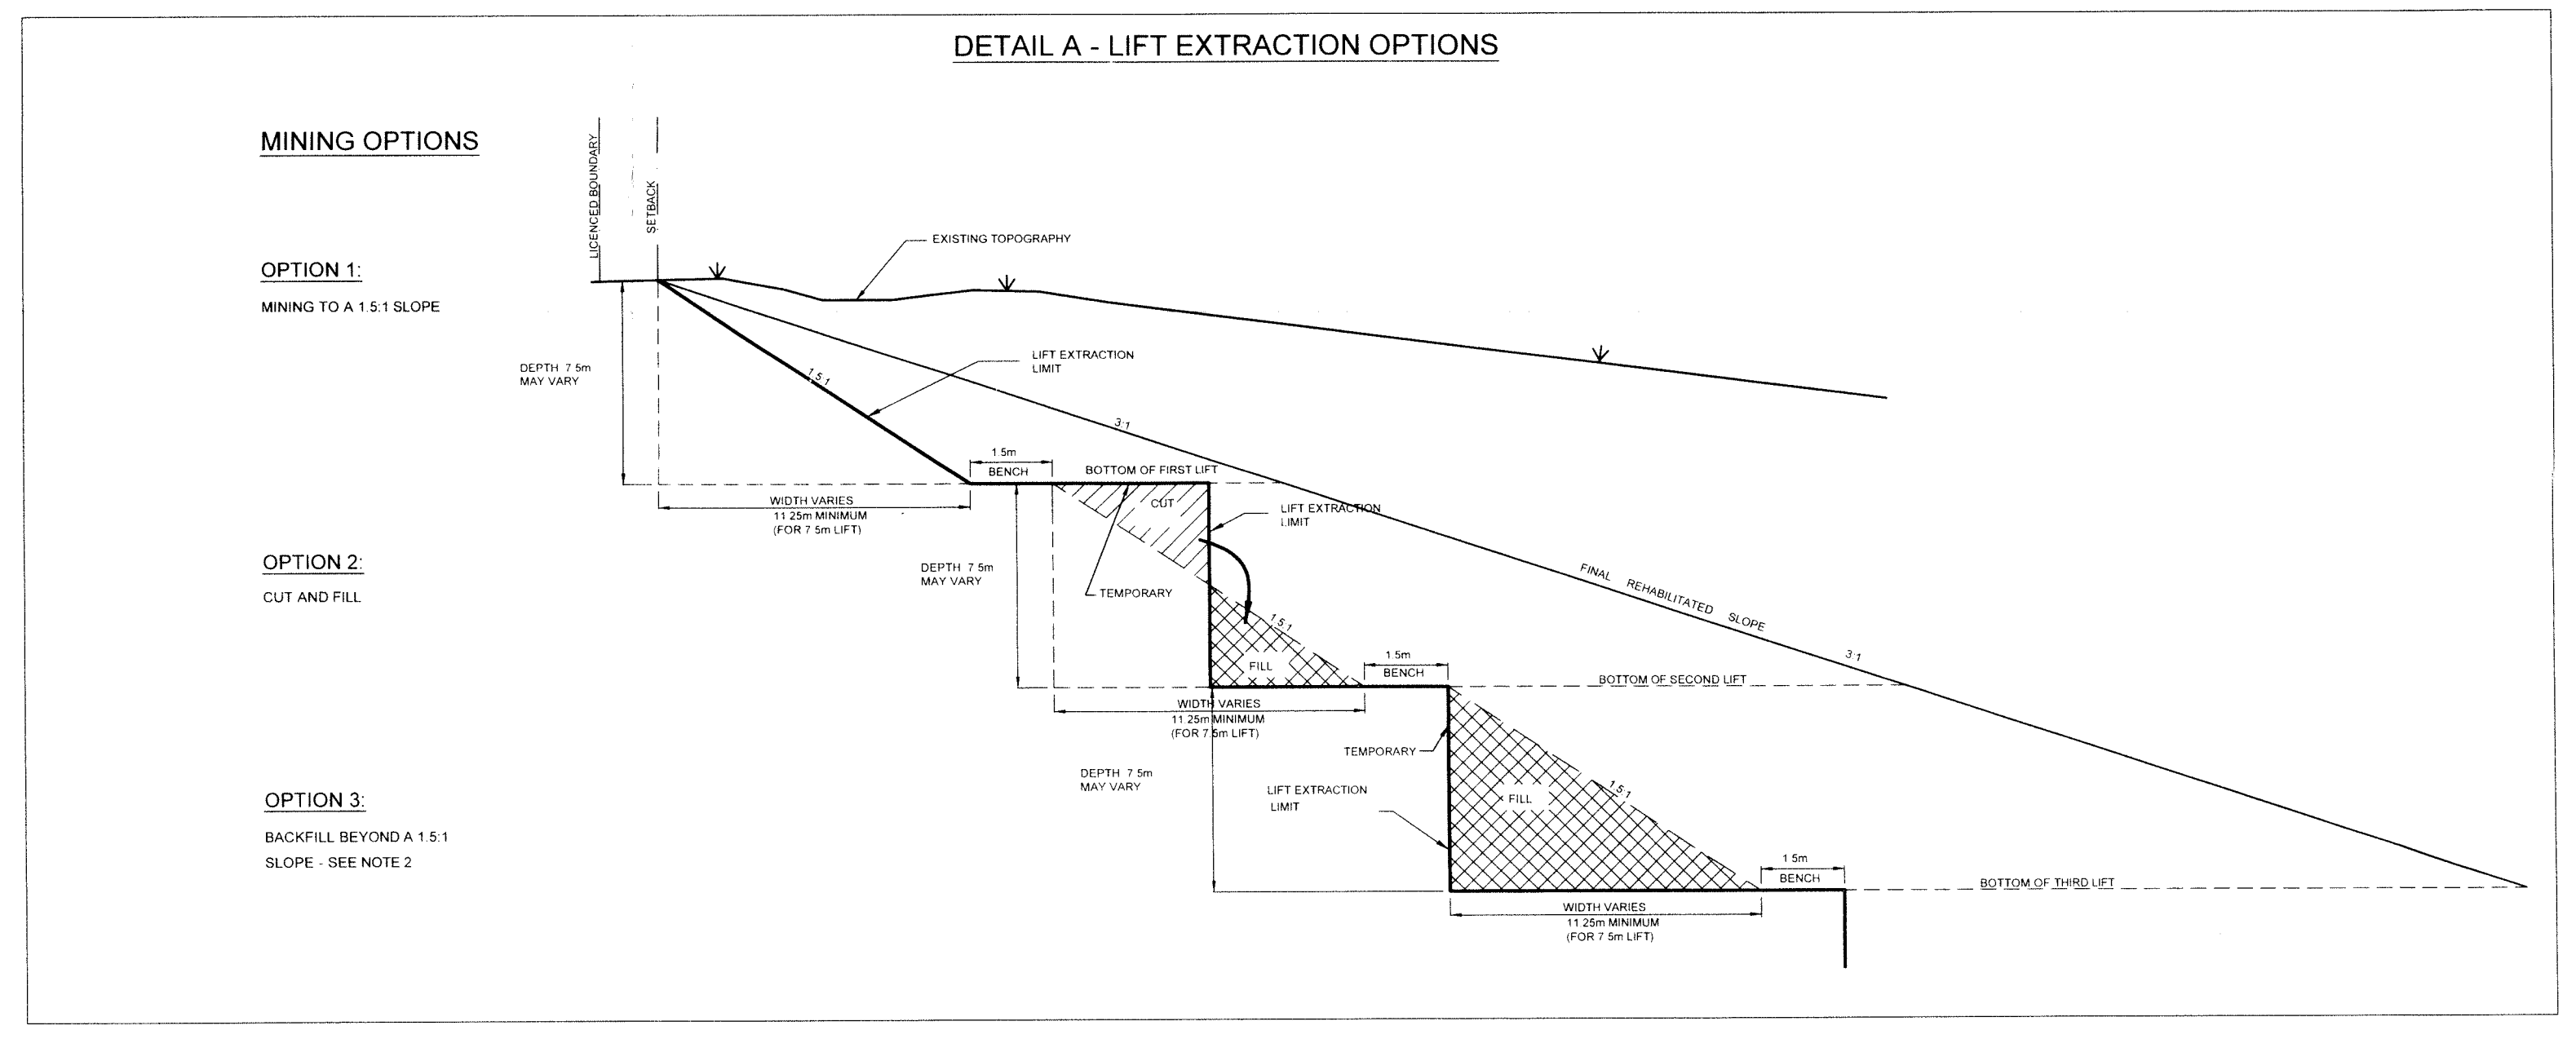 DETAIL A - LIFT EXTRACTION OPTIONS
MINING OPTIONS
LICENCED BOUNDARY
SETBACK
EXISTING TOPOGRAPHY
OPTION 1:
MINING TO A 1.5:1 SLOPE
DEPTH 7 5m
MAY VARY
LIFT EXTRACTION
LIMIT
1 5 1
3:1
1.5m
BENCH
BOTTOM OF FIRST LIFT
WIDTH VARIES
11 25m MINIMUM
(FOR 7 5m LIFT)
CUT
LIFT EXTRACTION
LIMIT
OPTION 2:
CUT AND FILL
DEPTH 7 5m
MAY VARY
TEMPORARY
FINAL REHABILITATED SLOPE
1 5:1
FILL
1.5m
BENCH
3:1
BOTTOM OF SECOND LIFT
WIDTH VARIES
11.25m MINIMUM
(FOR 7.5m LIFT)
TEMPORARY
DEPTH 7 5m
MAY VARY
LIFT EXTRACTION
LIMIT
1 5:1
FILL
OPTION 3:
BACKFILL BEYOND A 1.5:1
SLOPE - SEE NOTE 2
1 5m
BENCH
BOTTOM OF THIRD LIFT
WIDTH VARIES
11 25m MINIMUM
(FOR 7 5m LIFT)